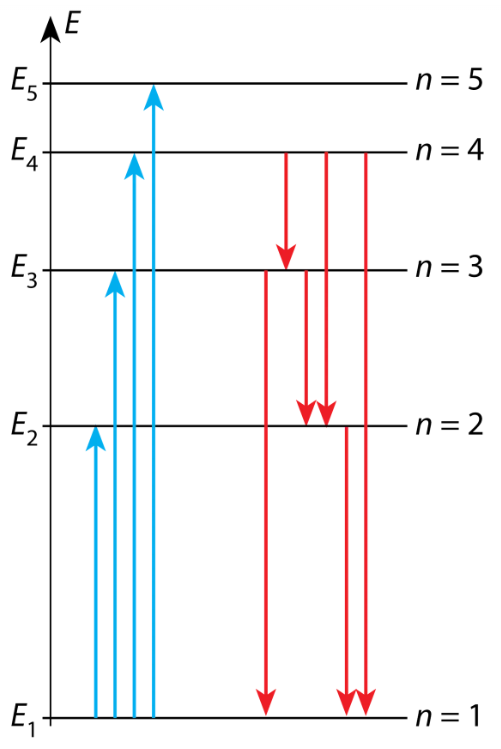 E
E₅ n = 5
E₄ n = 4
E₃ n = 3
E₂ n = 2
E₁ n = 1